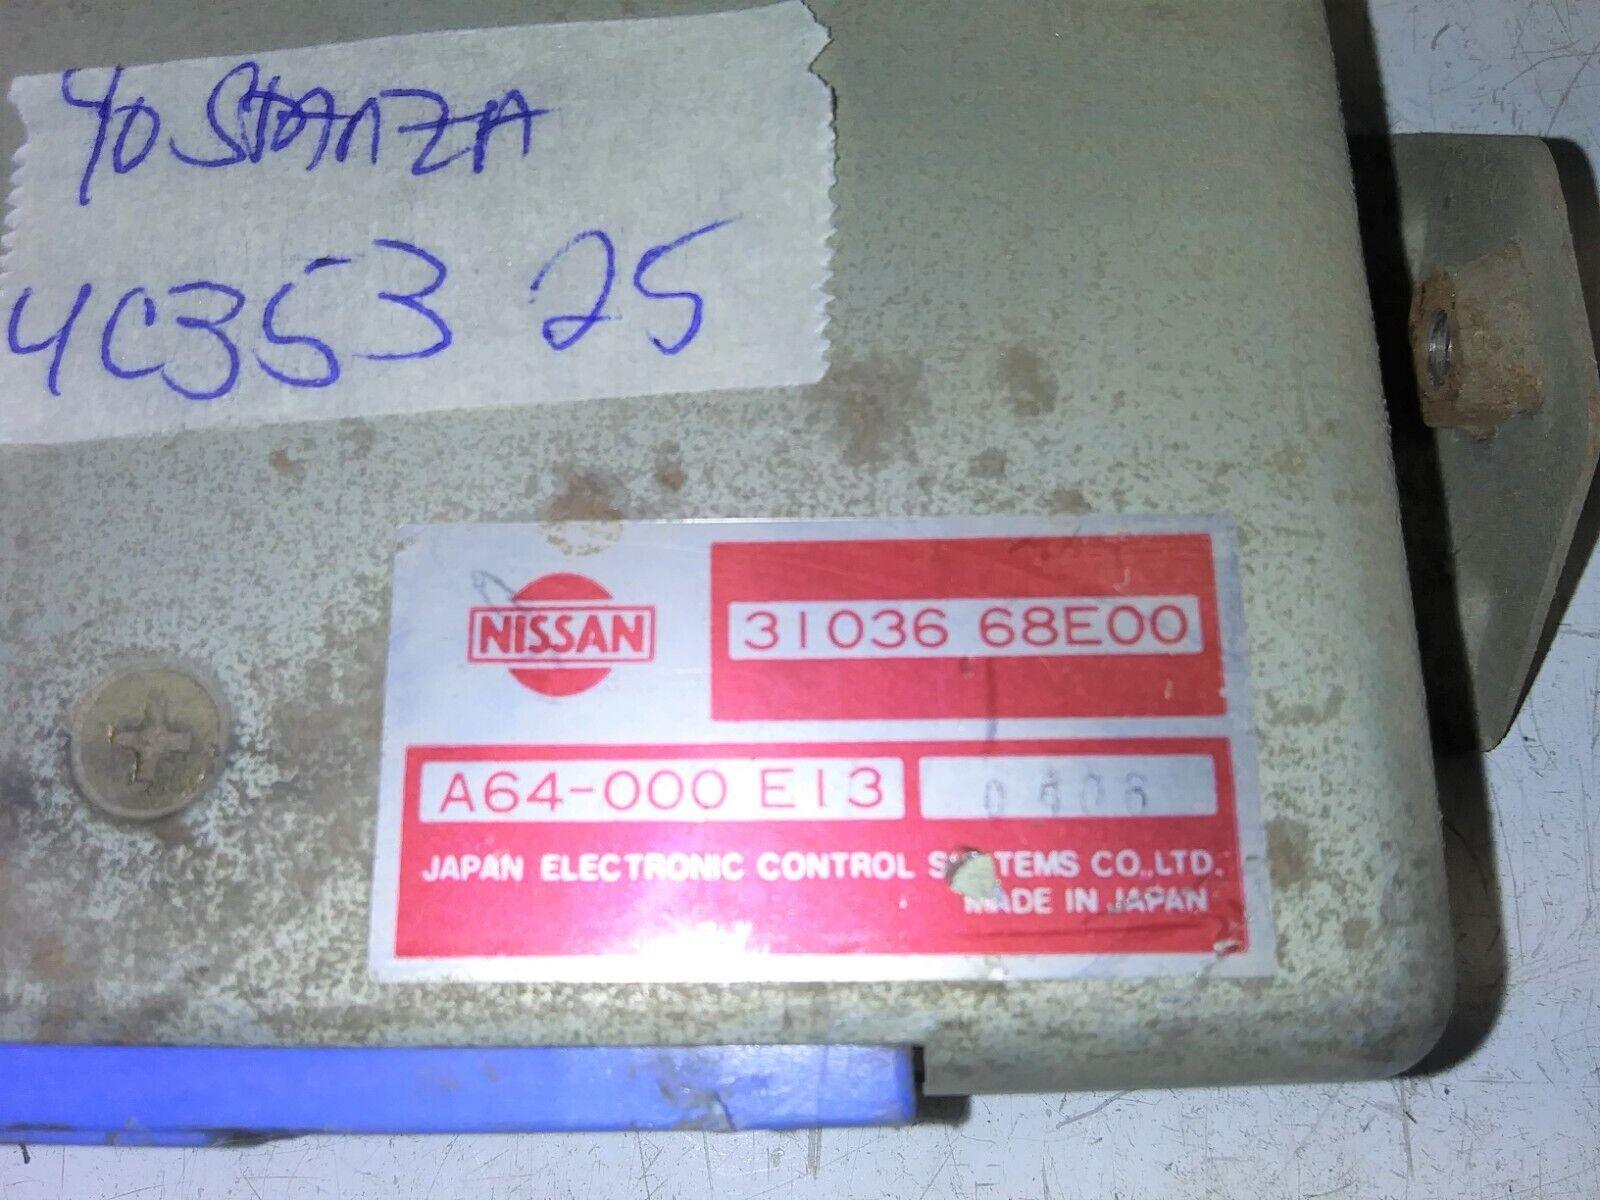 90 STANZA
4C353 25
NISSAN
31036 68E00
A64-000 E13
JAPAN ELECTRONIC CONTROL SYSTEMS CO.,LTD.
MADE IN JAPAN